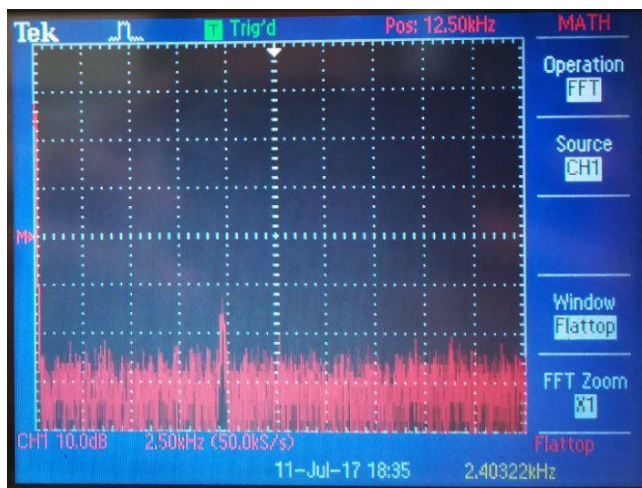 Tek T Trig'd Pos: 12.50kHz MATH
Operation
FFT
Source
CH1
M
Window
Flattop
FFT Zoom
X1
CH1 10.0dB 2.50kHz (50.0kS/s) Flattop
11-Jul-17 18:35 2.40322kHz